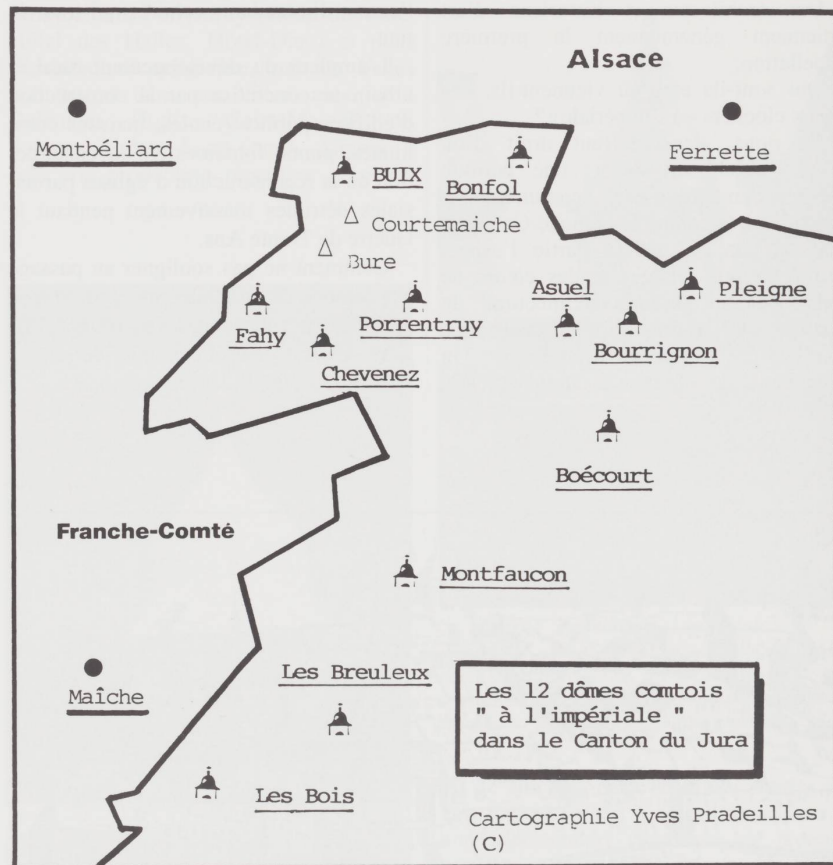 Alsace
Montbéliard
Ferrette
BUIX
Bonfol
Courtemaiche
Bure
Asuel
Pleigne
Fahy
Porrentruy
Bourrignon
Chevenez
Boécourt
Franche-Comté
Montfaucon
Les Breuleux
Maîche
Les Bois
Les 12 dômes comtois
" à l'impériale "
dans le Canton du Jura
Cartographie Yves Pradeilles
(C)